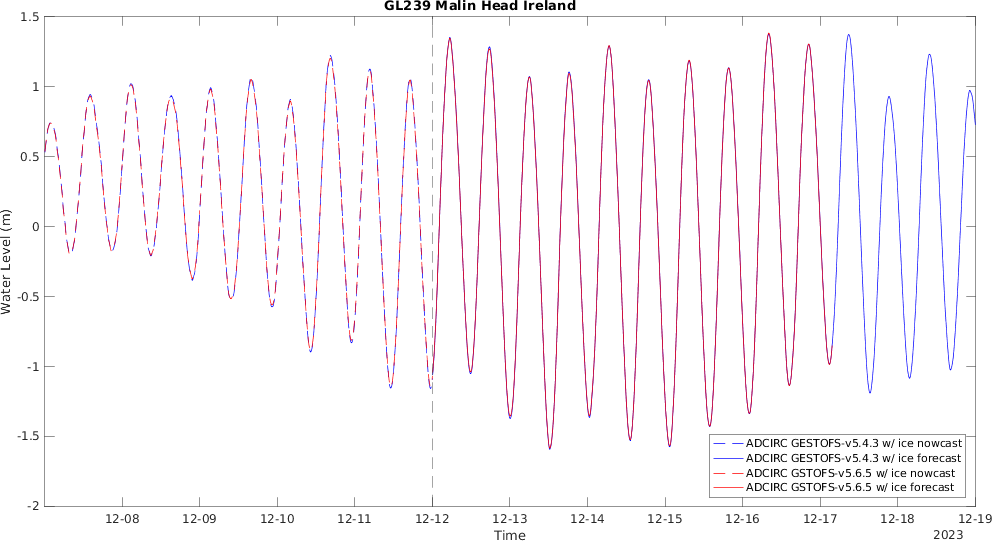 GL239 Malin Head Ireland
1.5
1
0.5
0
-0.5
-1
-1.5
-2
Water Level (m)
12-08 12-09 12-10 12-11 12-12 12-13 12-14 12-15 12-16 12-17 12-18 12-19
Time
2023
ADCIRC GESTOFS-v5.4.3 w/ ice nowcast
ADCIRC GESTOFS-v5.4.3 w/ ice forecast
ADCIRC GSTOFS-v5.6.5 w/ ice nowcast
ADCIRC GSTOFS-v5.6.5 w/ ice forecast